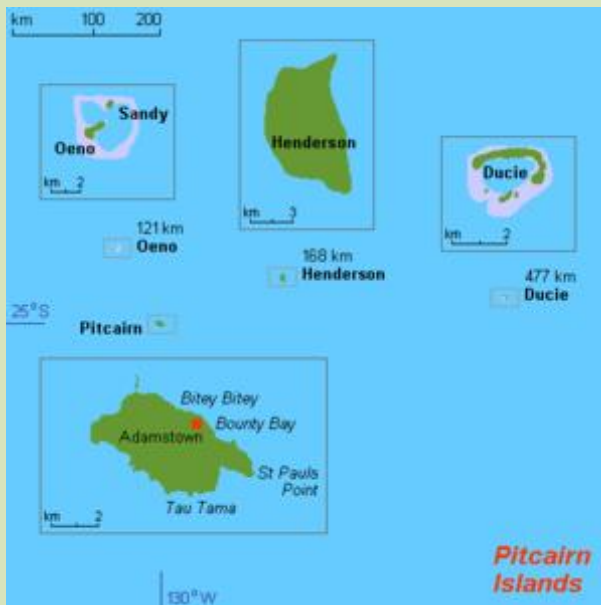 km 100 200
Sandy
Oeno
km 2
Henderson
km 3
Ducie
km 2
121 km
Oeno
168 km
Henderson
477 km
Ducie
25°S
Pitcairn
Bitey Bitey
Bounty Bay
Adamstown
St Pauls
Point
Tau Tama
km 2
Pitcairn
Islands
130°W